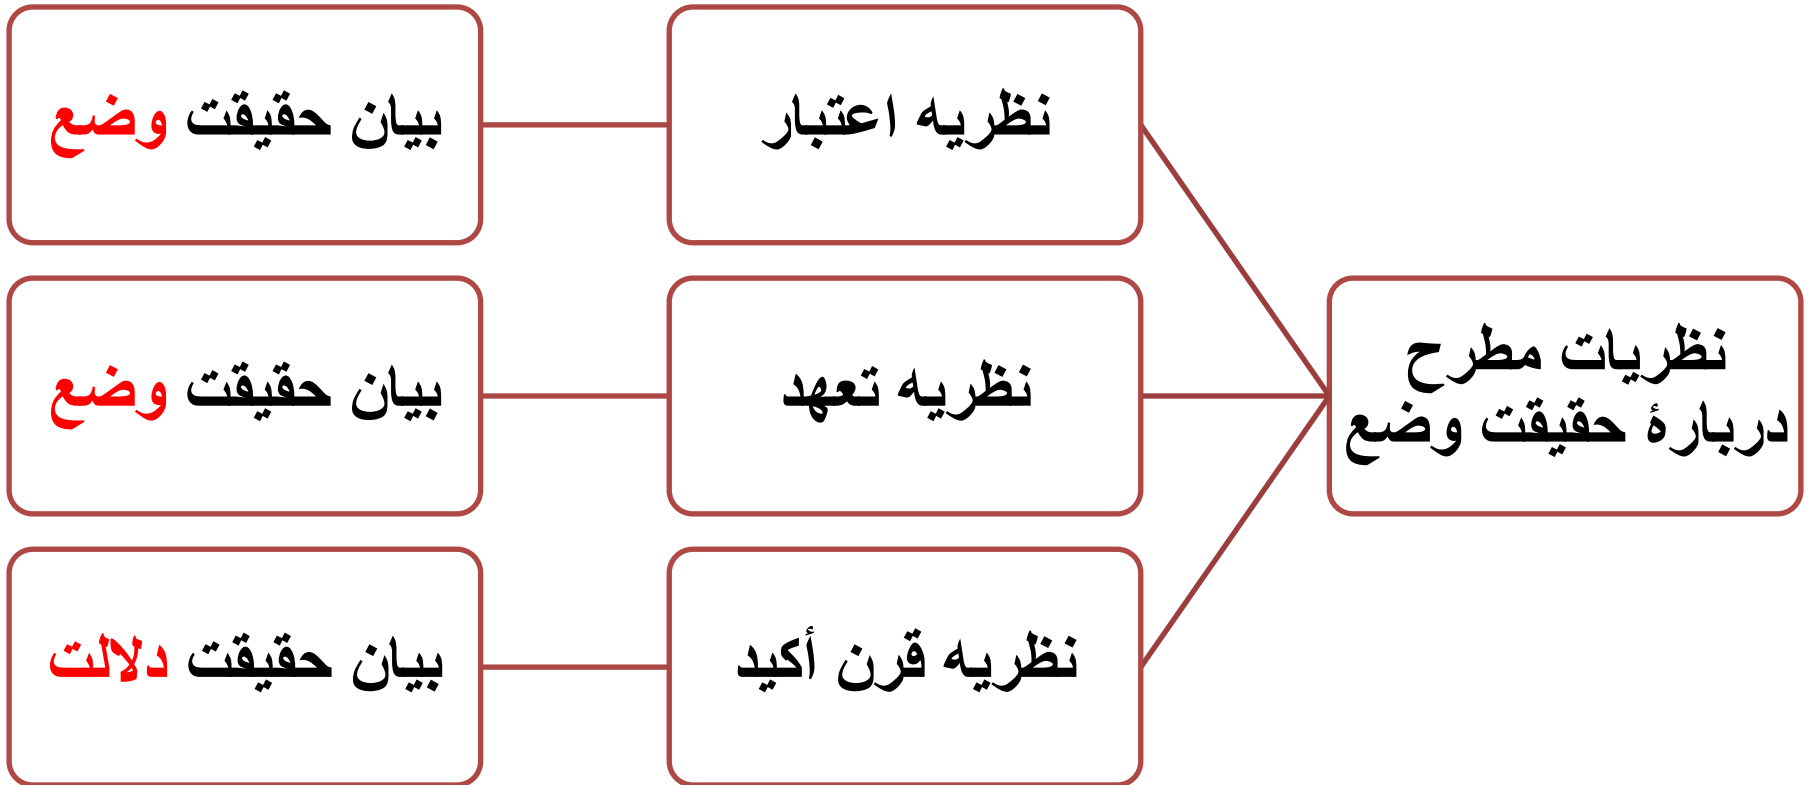 نظریات مطرح
دربارهٔ حقیقت وضع
نظریه اعتبار
بیان حقیقت وضع
نظریه تعهد
بیان حقیقت وضع
نظریه قرن أکید
بیان حقیقت دلالت